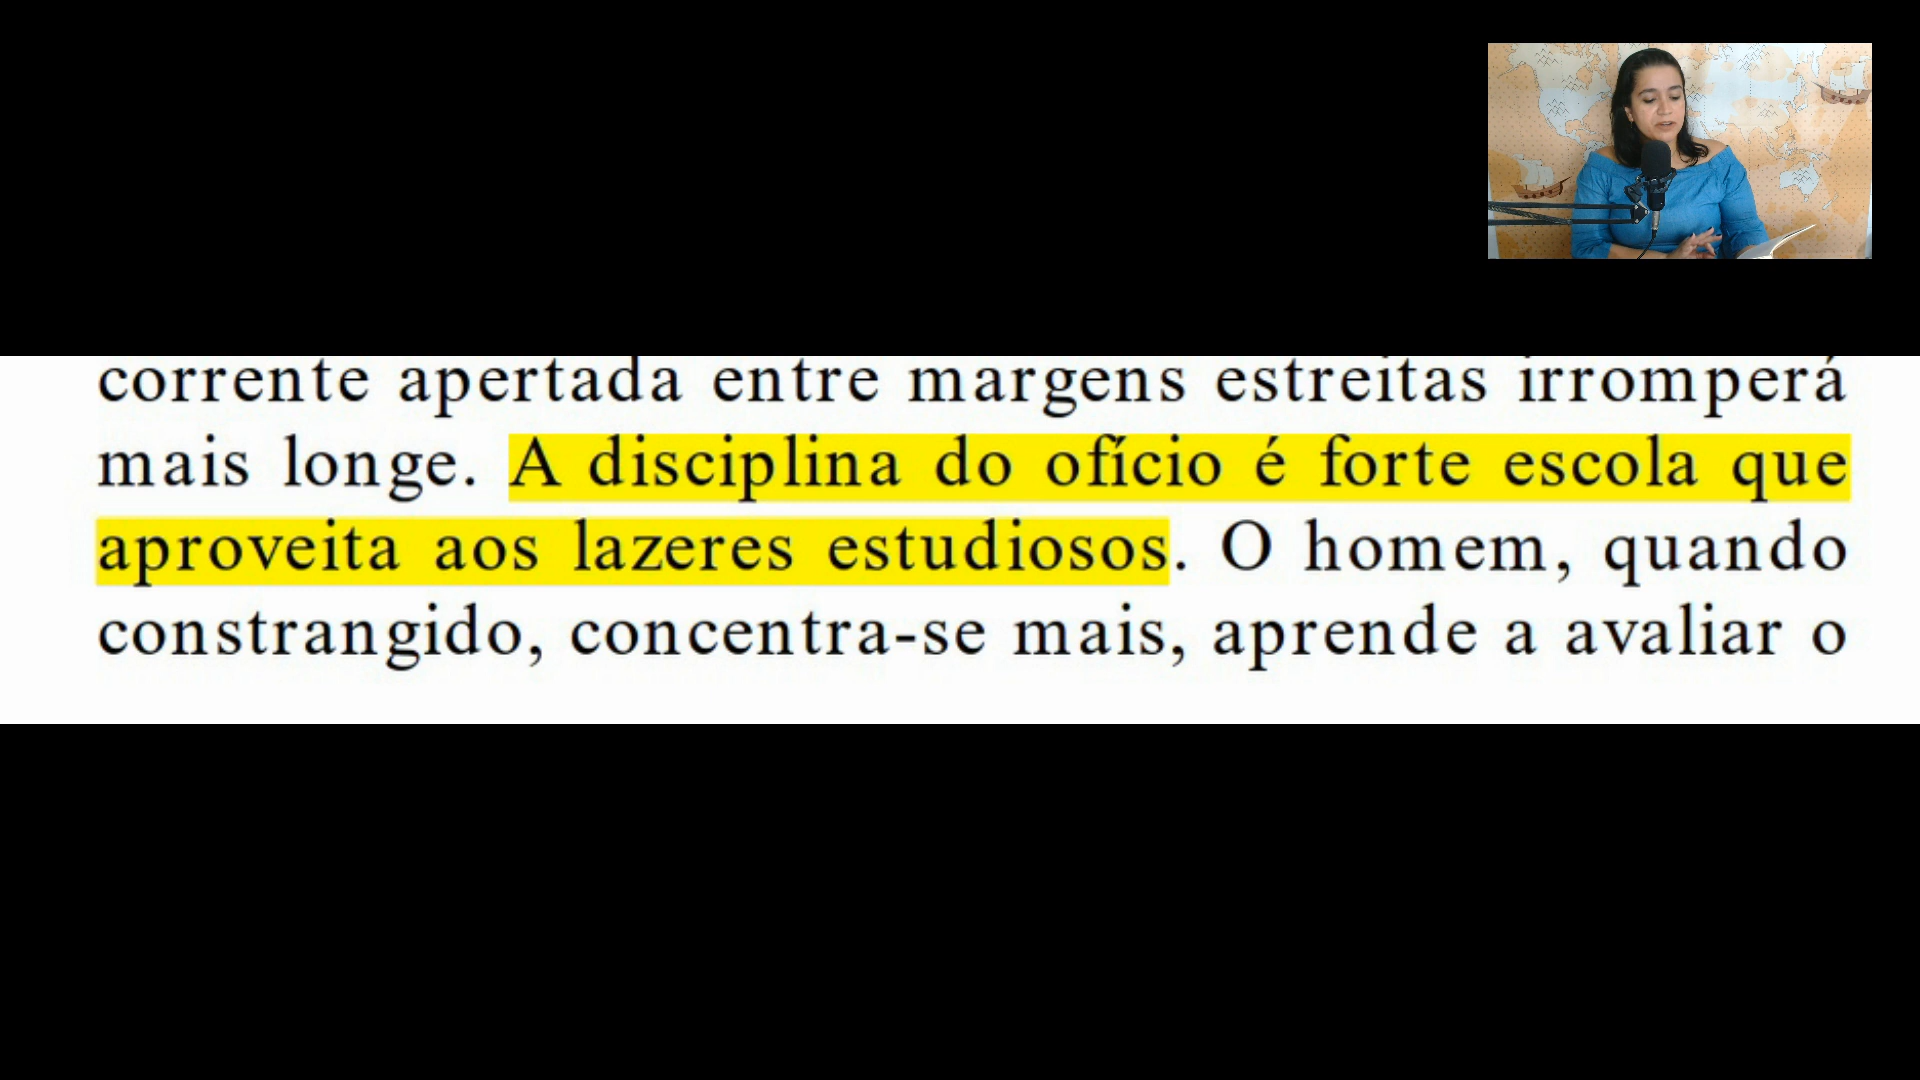 corrente apertada entre margens estreitas irromperá
mais longe. A disciplina do ofício é forte escola que
aproveita aos lazeres estudiosos. O homem, quando
constrangido, concentra-se mais, aprende a avaliar o